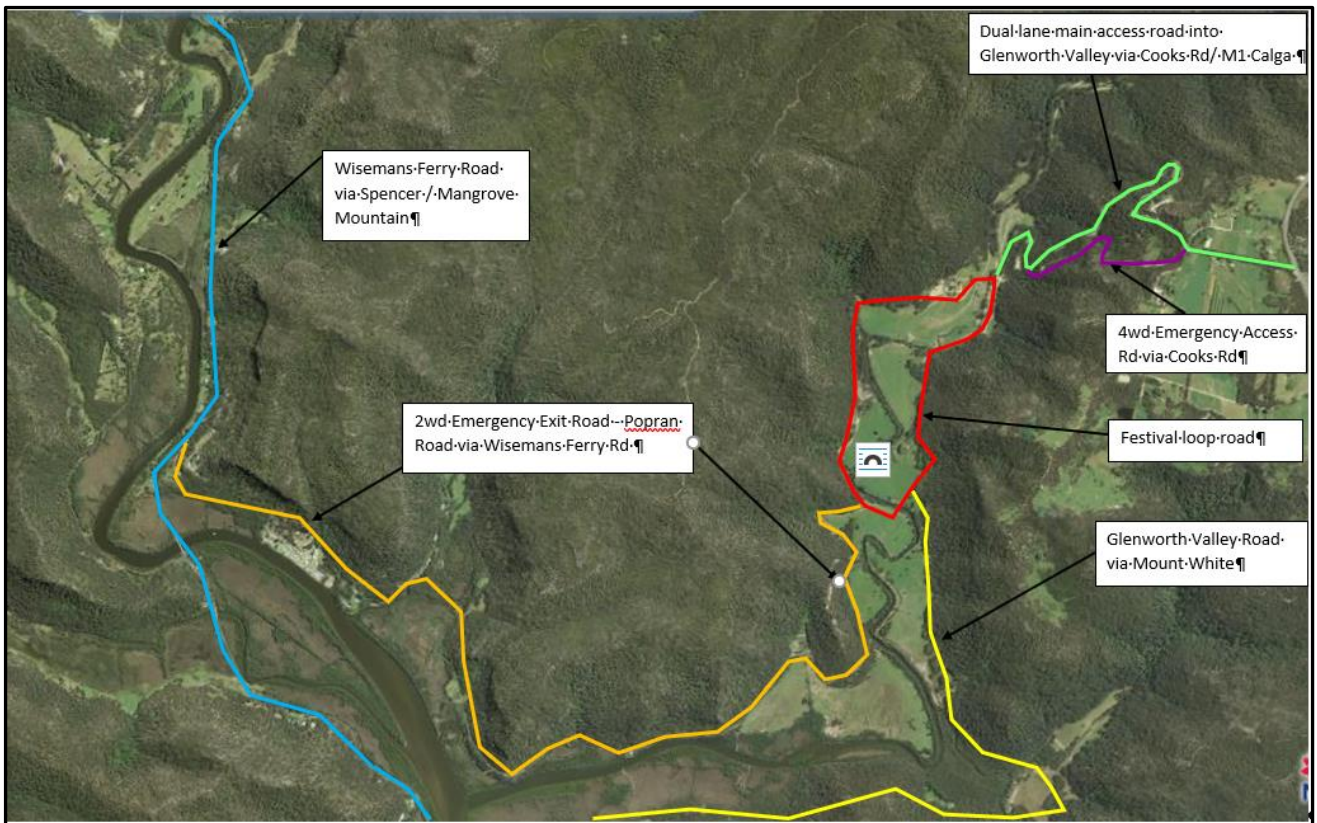 Dual·lane·main·access·road·into·
Glenworth·Valley·via·Cooks·Rd/·M1·Calga·¶
Wisemans·Ferry·Road·
via·Spencer·/·Mangrove·
Mountain¶
4wd·Emergency·Access·
Rd·via·Cooks·Rd¶
2wd·Emergency·Exit·Road·-·Popran·
Road·via·Wisemans·Ferry·Rd·¶
Festival·loop·road¶
Glenworth·Valley·Road·
via·Mount·White¶